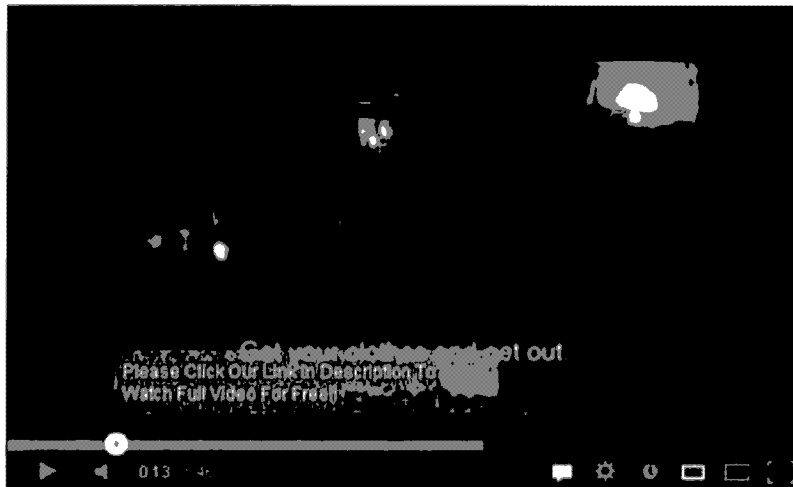 Get your clothes and get out
Please Click Our Link In Description To
Watch Full Video For Free!!
0:13